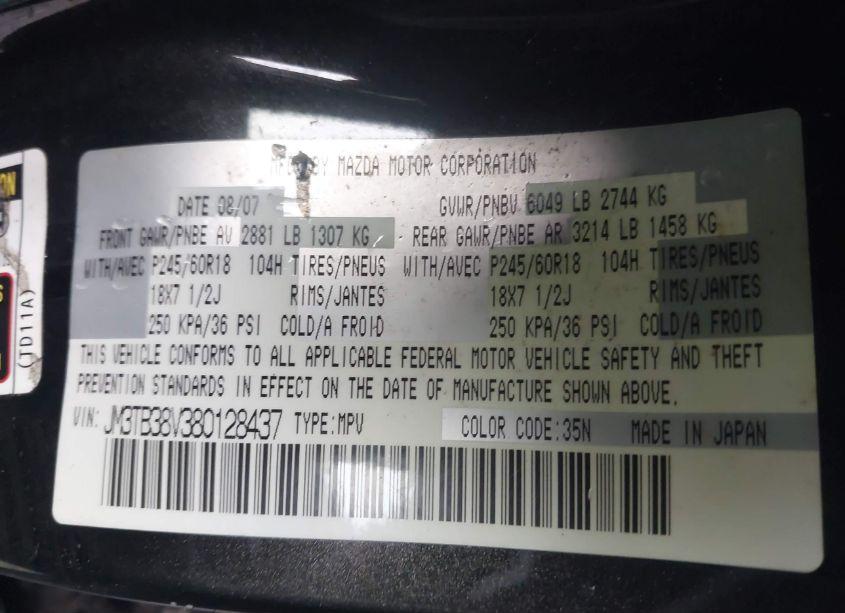 MFD BY MAZDA MOTOR CORPORATION
DATE 08/07 GVWR/PNBV 6049 LB 2744 KG
FRONT GAWR/PNBE AV 2881 LB 1307 KG REAR GAWR/PNBE AR 3214 LB 1458 KG
WITH/AVEC P245/60R18 104H TIRES/PNEUS WITH/AVEC P245/60R18 104H TIRES/PNEUS
18X7 1/2J RIMS/JANTES 18X7 1/2J RIMS/JANTES
250 KPA/36 PSI COLD/A FROID 250 KPA/36 PSI COLD/A FROID
THIS VEHICLE CONFORMS TO ALL APPLICABLE FEDERAL MOTOR VEHICLE SAFETY AND THEFT
PREVENTION STANDARDS IN EFFECT ON THE DATE OF MANUFACTURE SHOWN ABOVE.
VIN: JM3TB38V380128437 TYPE:MPV COLOR CODE:35N MADE IN JAPAN
(TD11A)